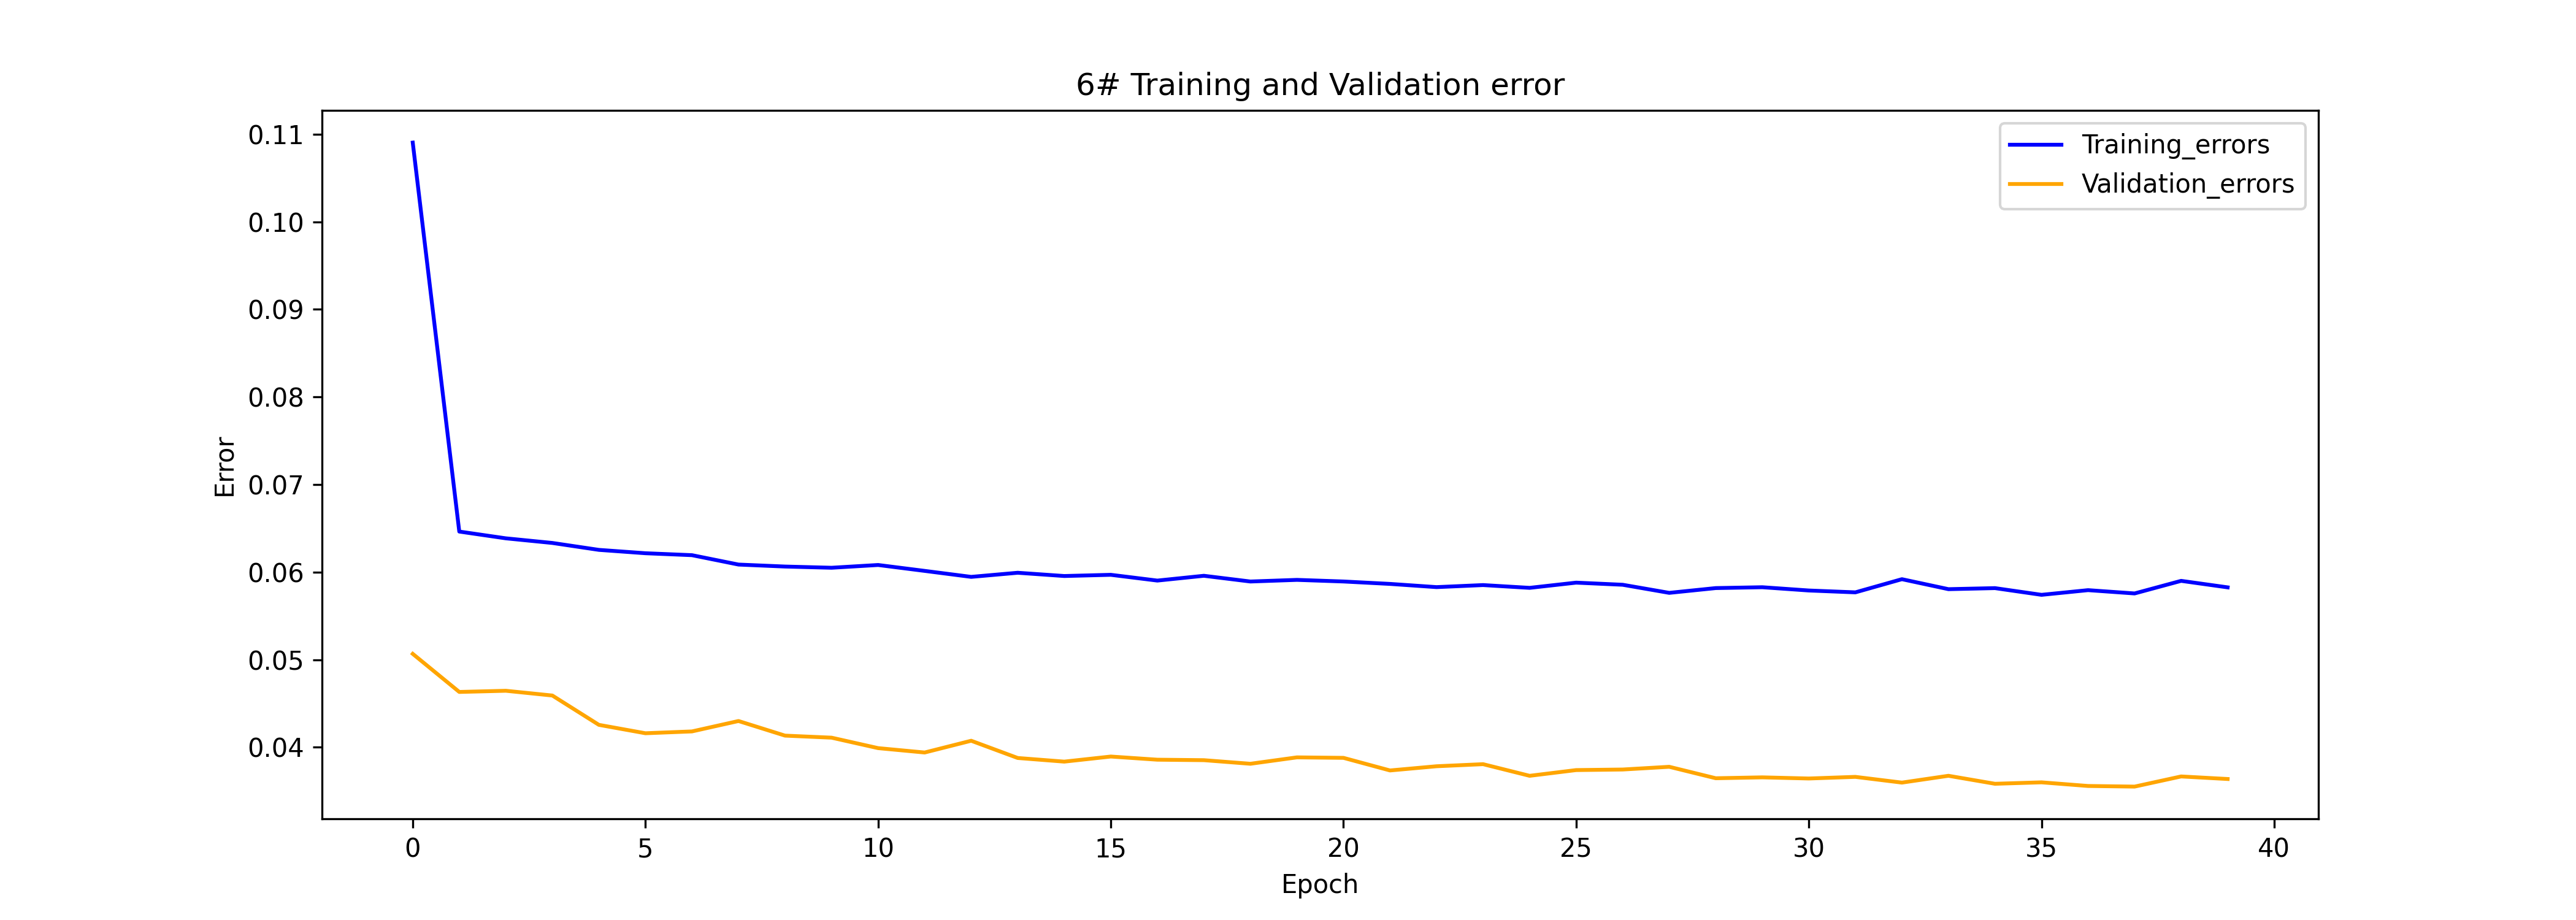 6# Training and Validation error
Training_errors
Validation_errors
0.11
0.10
0.09
0.08
0.07
0.06
0.05
0.04
Error
0 5 10 15 20 25 30 35 40
Epoch